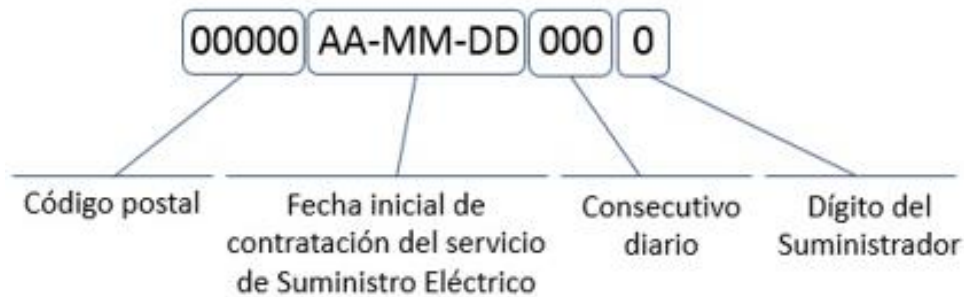 00000 AA-MM-DD 000 0
Código postal
Fecha inicial de
contratación del servicio
de Suministro Eléctrico
Consecutivo
diario
Dígito del
Suministrador